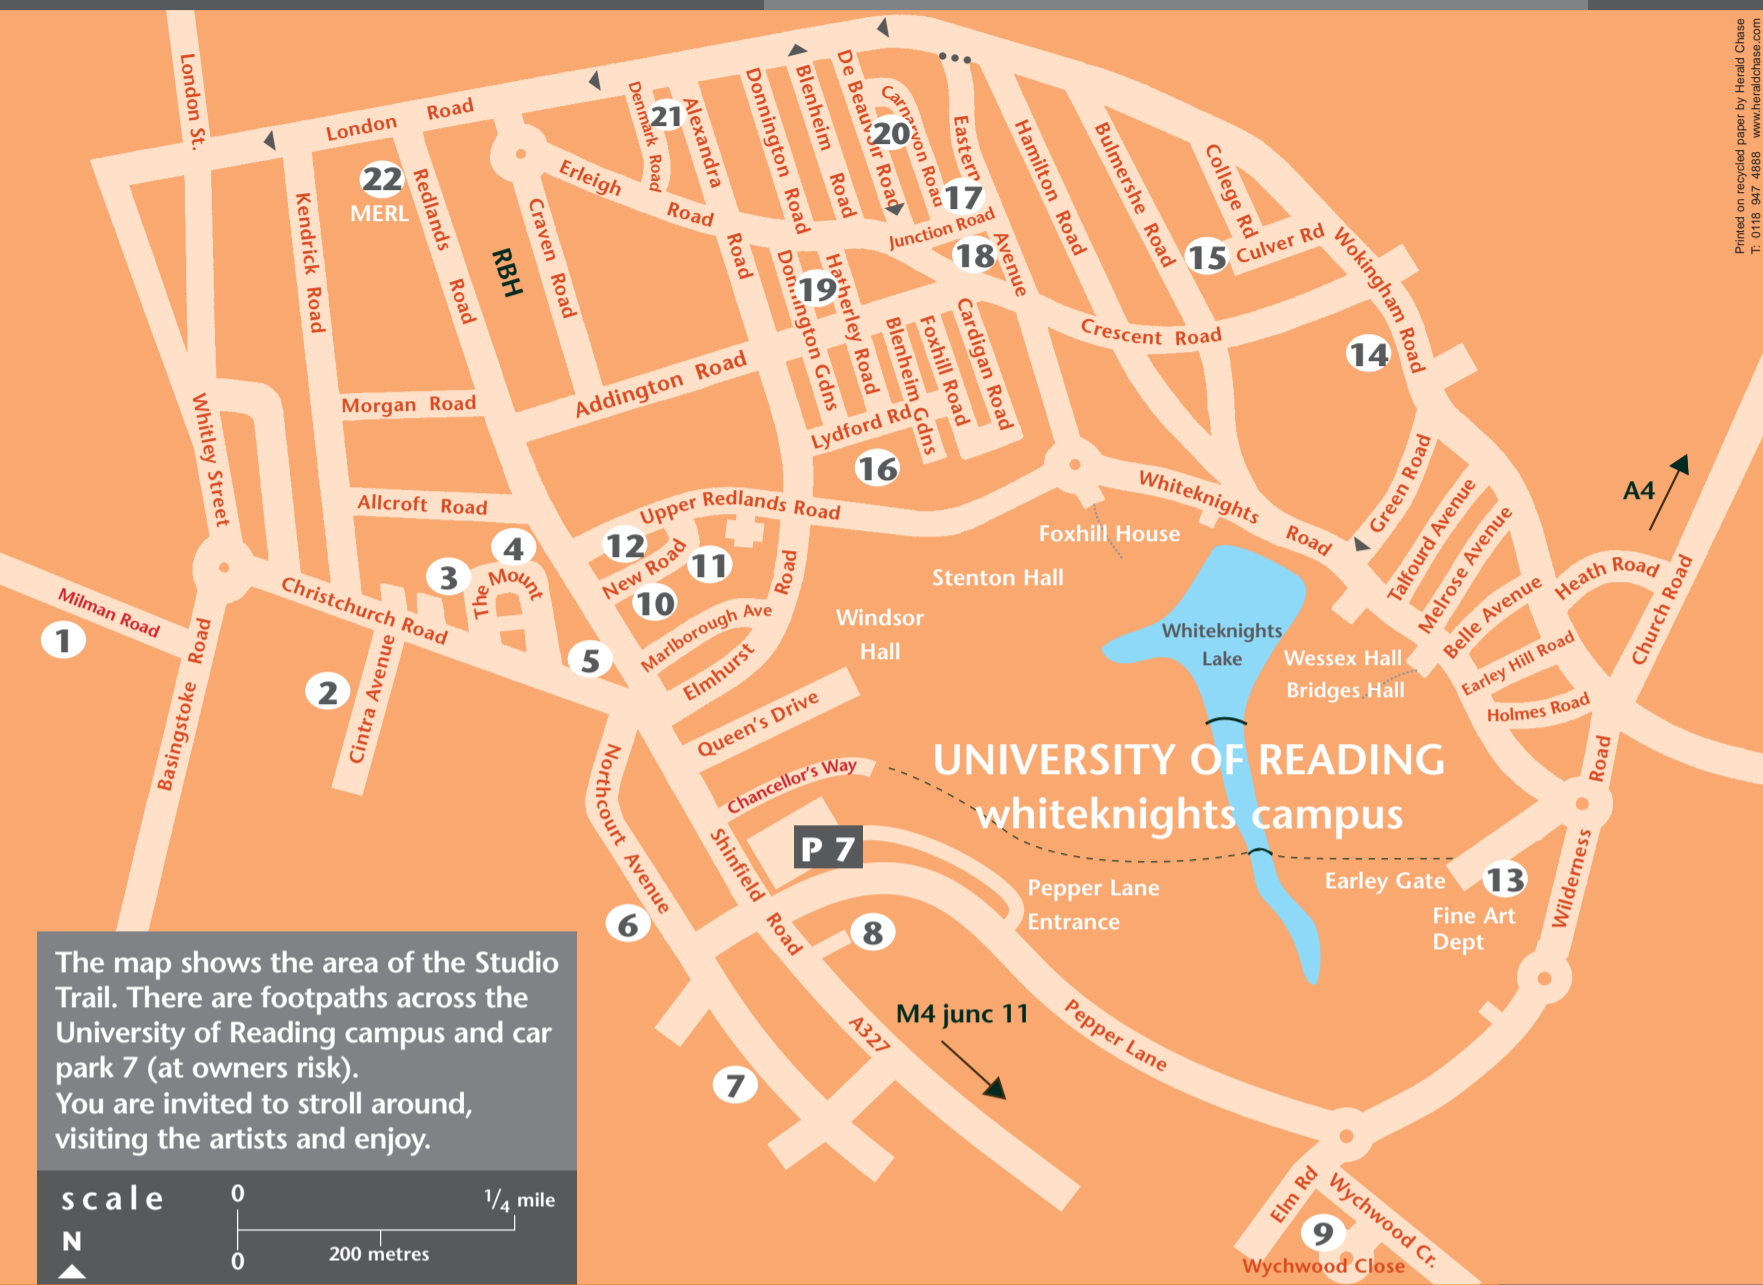 Printed on recycled paper by Herald Chase
T: 0118 947 4888 www.heraldchase.com
London St.
London Road
22
MERL
Kendrick Road
Redlands Road
RBH
Craven Road
Erleigh Road
Denmark Road
21
Alexandra Road
Donnington Road
Blenheim Road
De Beauvoir Road
20
Carnarvon Road
Eastern Avenue
17
Junction Road
18
Hamilton Road
Bulmershe Road
College Rd
15
Culver Rd
Wokingham Road
14
Crescent Road
Donnington Gdns
19
Hatherley Road
Blenheim Gdns
Foxhill Road
Cardigan Road
Lydford Rd
16
Addington Road
Morgan Road
Whitley Street
Allcroft Road
Upper Redlands Road
12
New Road
11
10
4
3
The Mount
5
Marlborough Ave
Elmhurst Road
Christchurch Road
Milman Road
1
Basingstoke Road
2
Cintra Avenue
Northcourt Avenue
Queen's Drive
Chancellor's Way
Shinfield Road
P 7
6
8
7
A327
M4 junc 11
Pepper Lane
Pepper Lane
Entrance
Windsor
Hall
Stenton Hall
Foxhill House
Whiteknights Road
Whiteknights
Lake
Wessex Hall
Bridges Hall
UNIVERSITY OF READING
whiteknights campus
Green Road
Talfourd Avenue
Melrose Avenue
Belle Avenue
Heath Road
Earley Hill Road
Holmes Road
Church Road
A4
Road
Wilderness
Earley Gate
13
Fine Art
Dept
Elm Rd
Wychwood Cr.
9
Wychwood Close
The map shows the area of the Studio
Trail. There are footpaths across the
University of Reading campus and car
park 7 (at owners risk).
You are invited to stroll around,
visiting the artists and enjoy.
scale
0
1/4 mile
N
0
200 metres